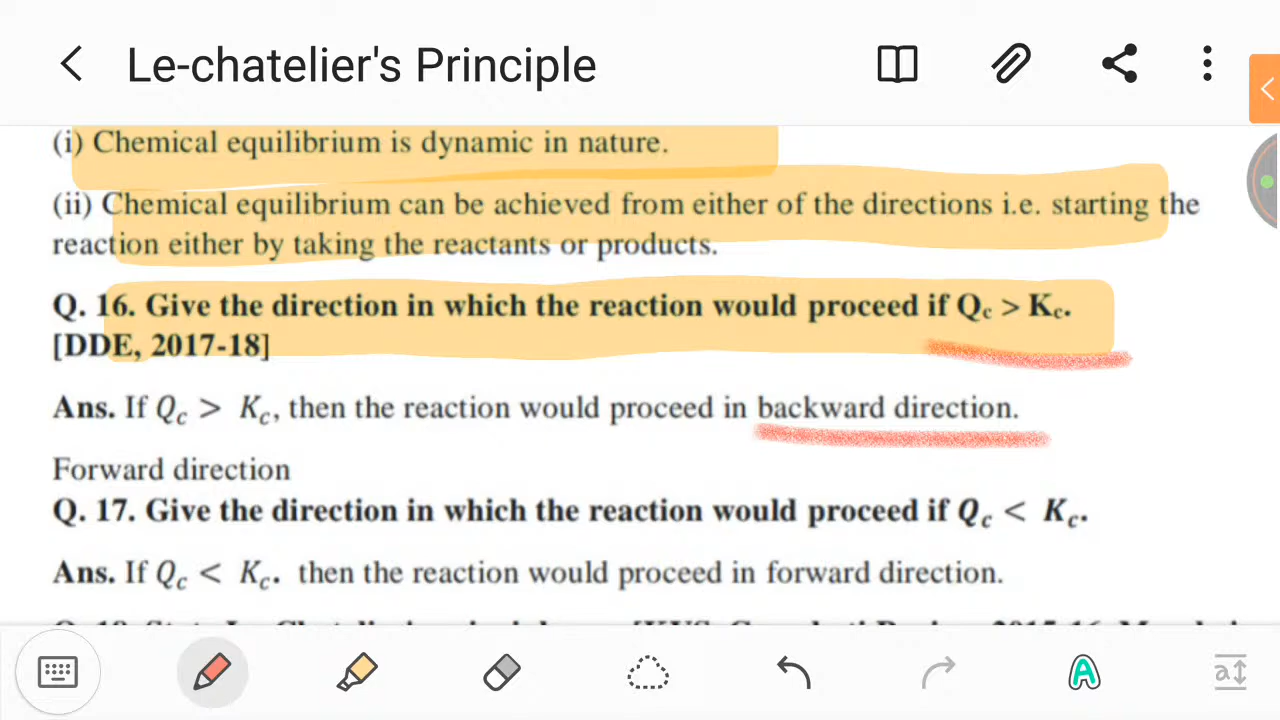 Le-chatelier's Principle
(i) Chemical equilibrium is dynamic in nature.
(ii) Chemical equilibrium can be achieved from either of the directions i.e. starting the
reaction either by taking the reactants or products.
Q. 16. Give the direction in which the reaction would proceed if Qc > Kc.
[DDE, 2017-18]
Ans. If Qc > Kc, then the reaction would proceed in backward direction.
Forward direction
Q. 17. Give the direction in which the reaction would proceed if Qc < Kc.
Ans. If Qc < Kc. then the reaction would proceed in forward direction.
A
a